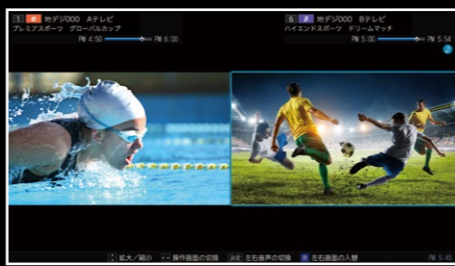 1 地デジ000 Aテレビ
プレミアスポーツ グローバルカップ
PM 4:50 PM 6:00
6 地デジ000 Bテレビ
ハイエンドスポーツ ドリームマッチ
PM 5:00 PM 5:54
拡大/縮小 操作画面の切換 決定 左右音声の切換 青 左右画面の入替 PM 5:45